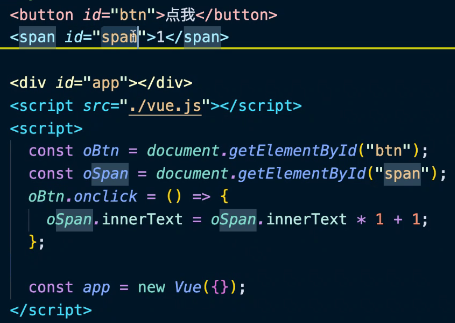 <button id="btn">点我</button>
<span id="span">1</span>
<div id="app"></div>
<script src="./vue.js"></script>
<script>
const oBtn = document.getElementById("btn");
const oSpan = document.getElementById("span");
oBtn.onclick = () => {
oSpan.innerText = oSpan.innerText * 1 + 1;
};
const app = new Vue({});
</script>